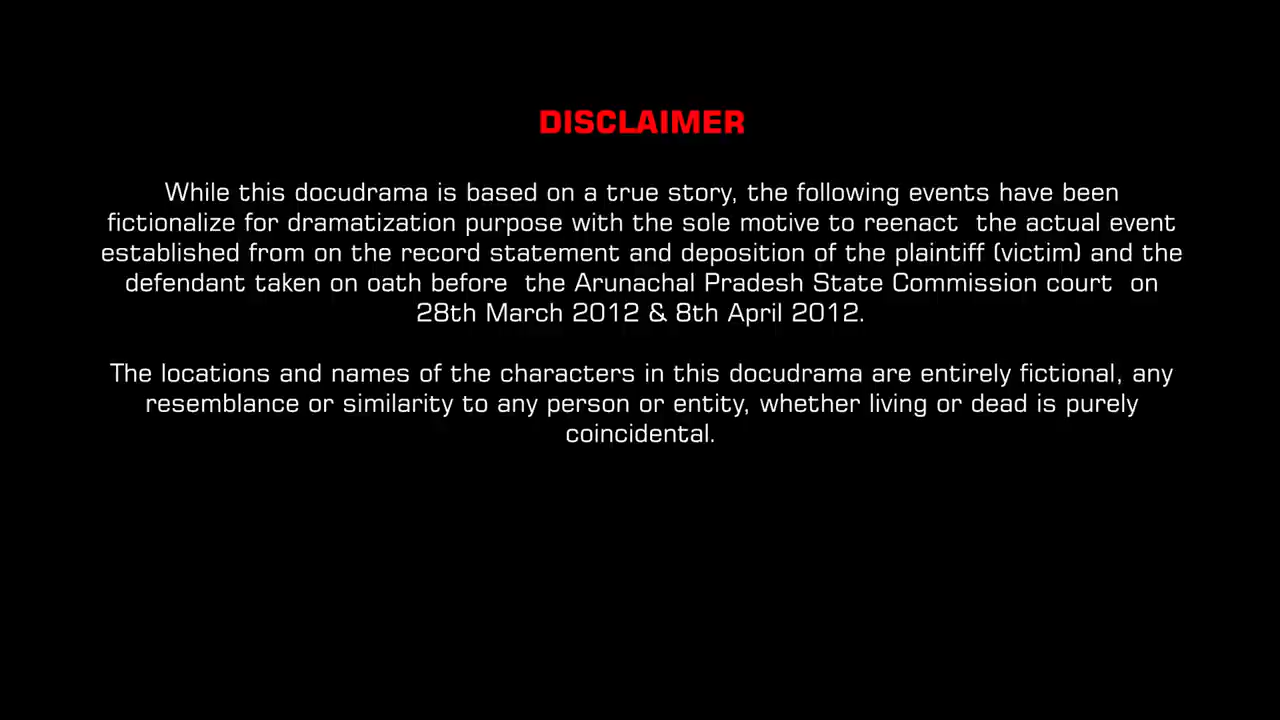 DISCLAIMER
While this docudrama is based on a true story, the following events have been
fictionalize for dramatization purpose with the sole motive to reenact  the actual event
established from on the record statement and deposition of the plaintiff (victim) and the
defendant taken on oath before  the Arunachal Pradesh State Commission court  on
28th March 2012 & 8th April 2012.
The locations and names of the characters in this docudrama are entirely fictional, any
resemblance or similarity to any person or entity, whether living or dead is purely
coincidental.